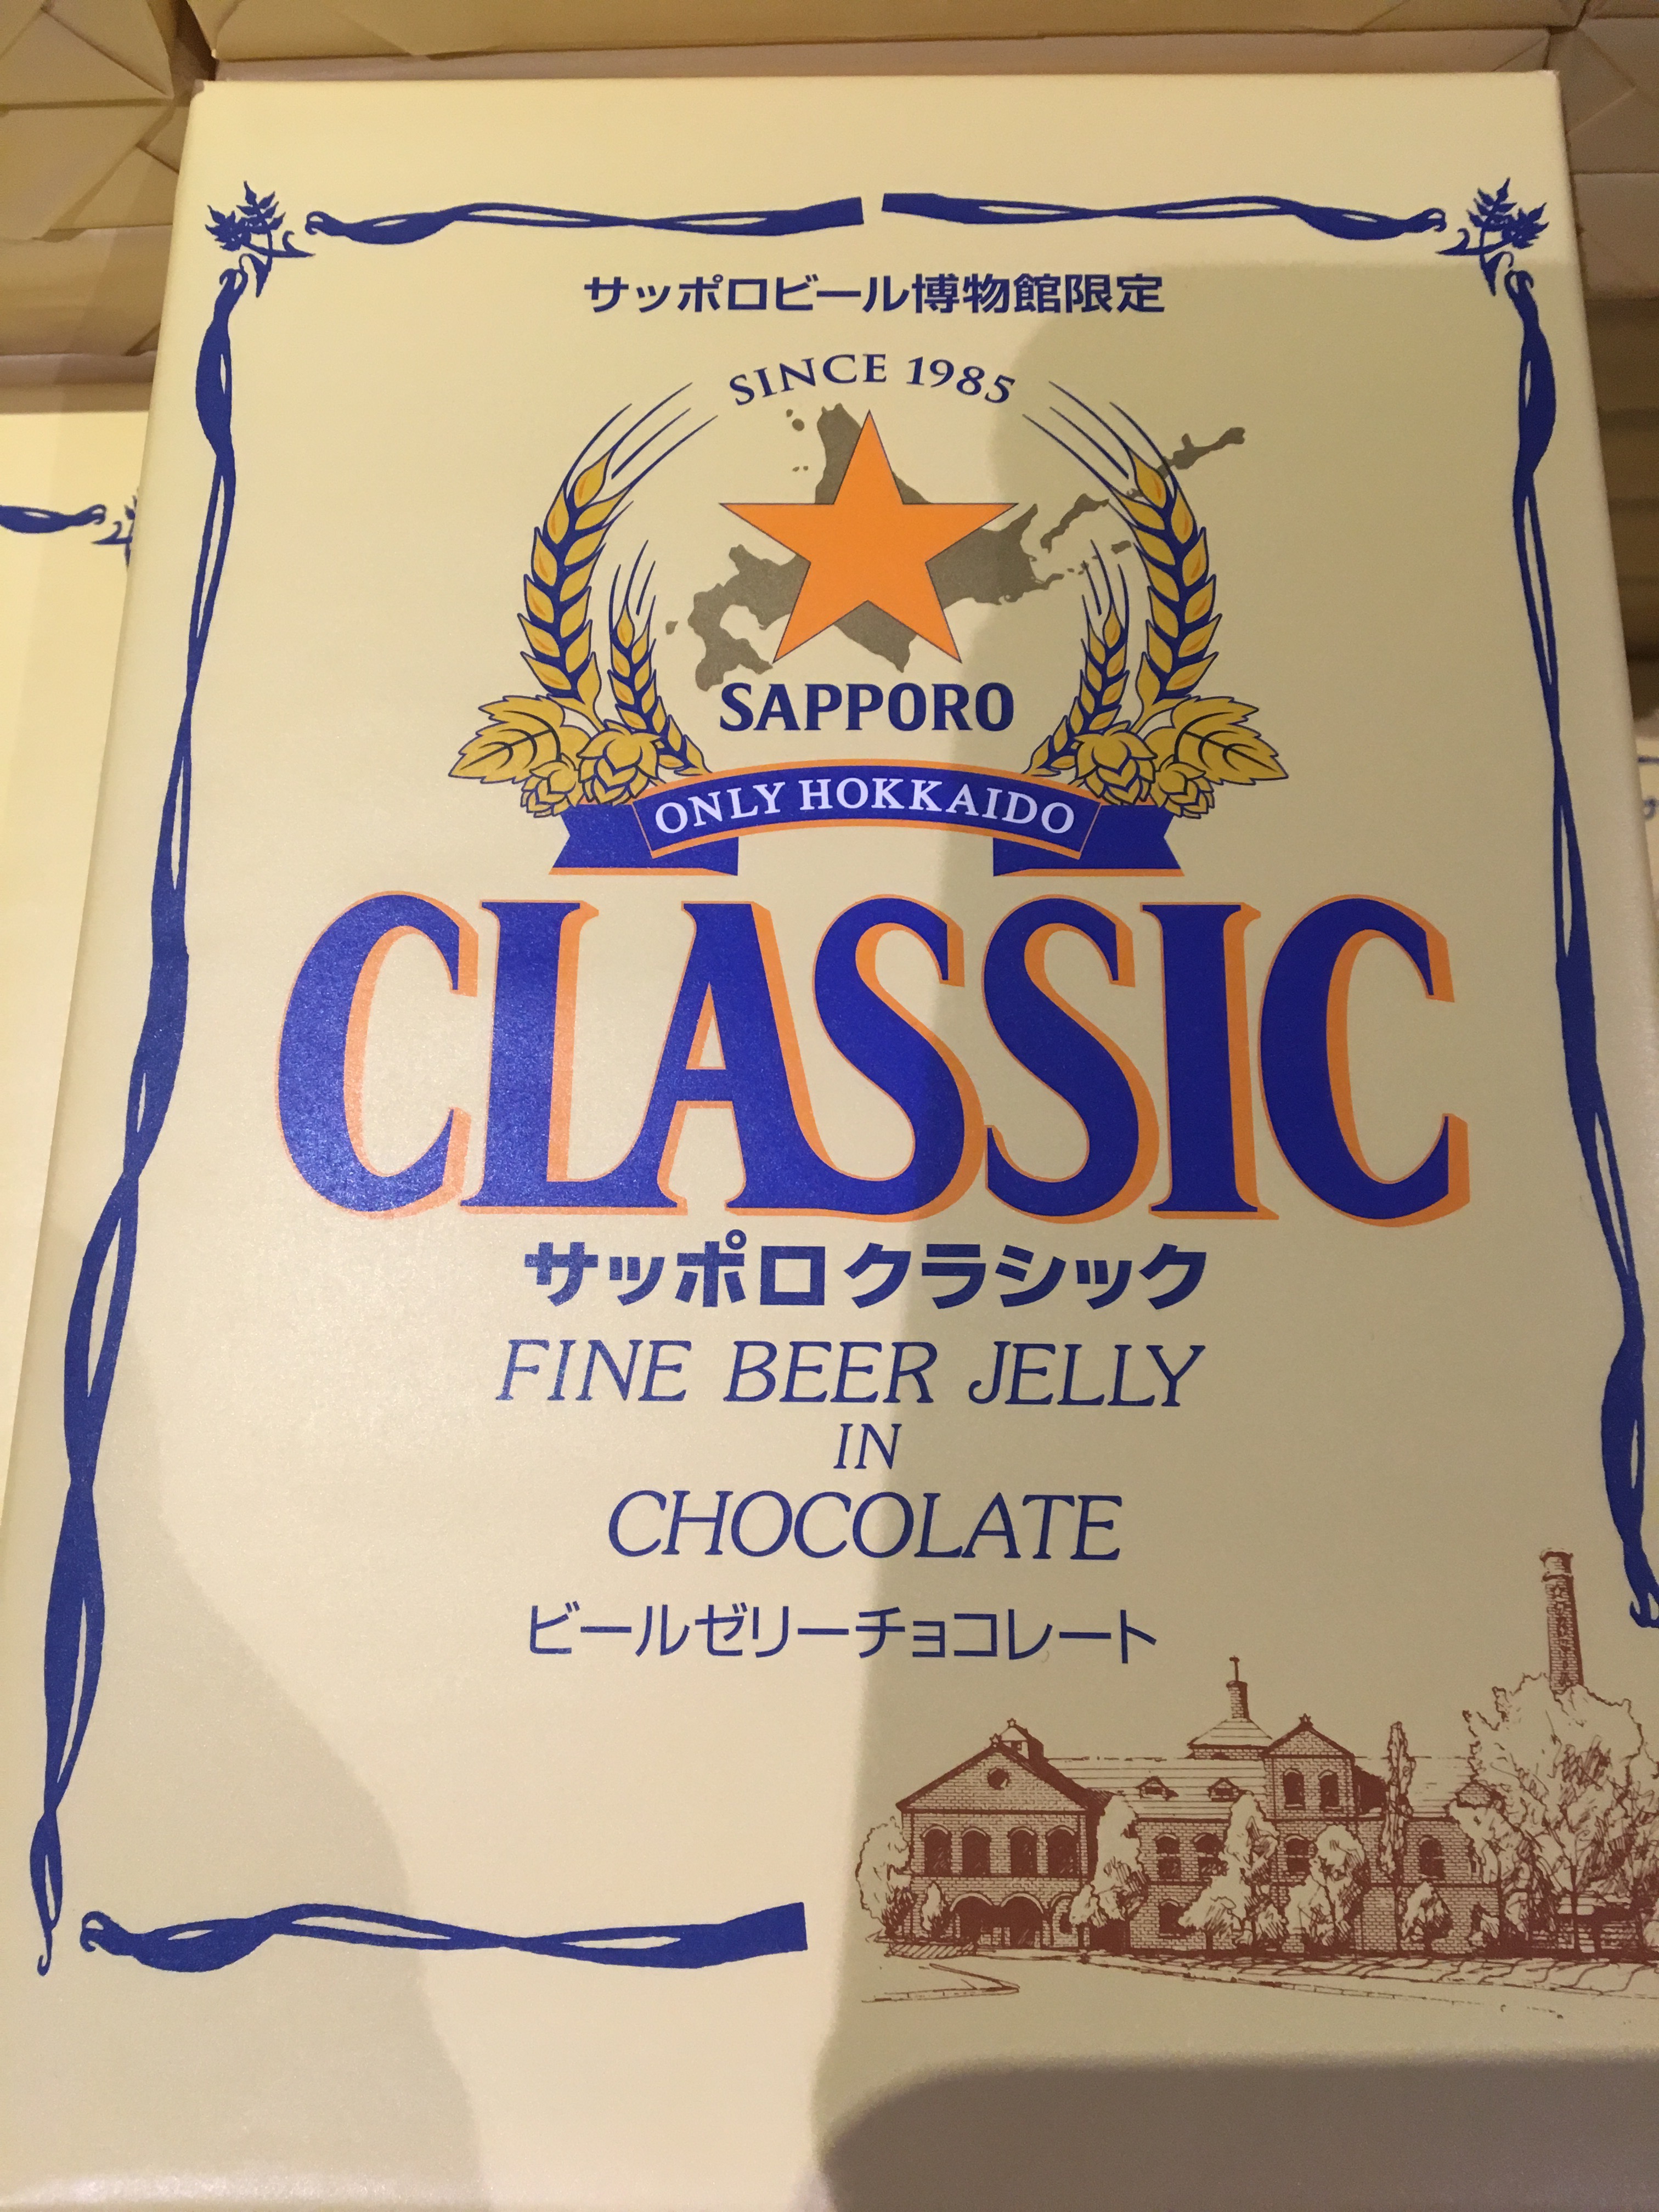 サッポロビール博物館限定
SINCE 1985
SAPPORO
ONLY HOKKAIDO
CLASSIC
サッポロ クラシック
FINE BEER JELLY
IN
CHOCOLATE
ビールゼリーチョコレート